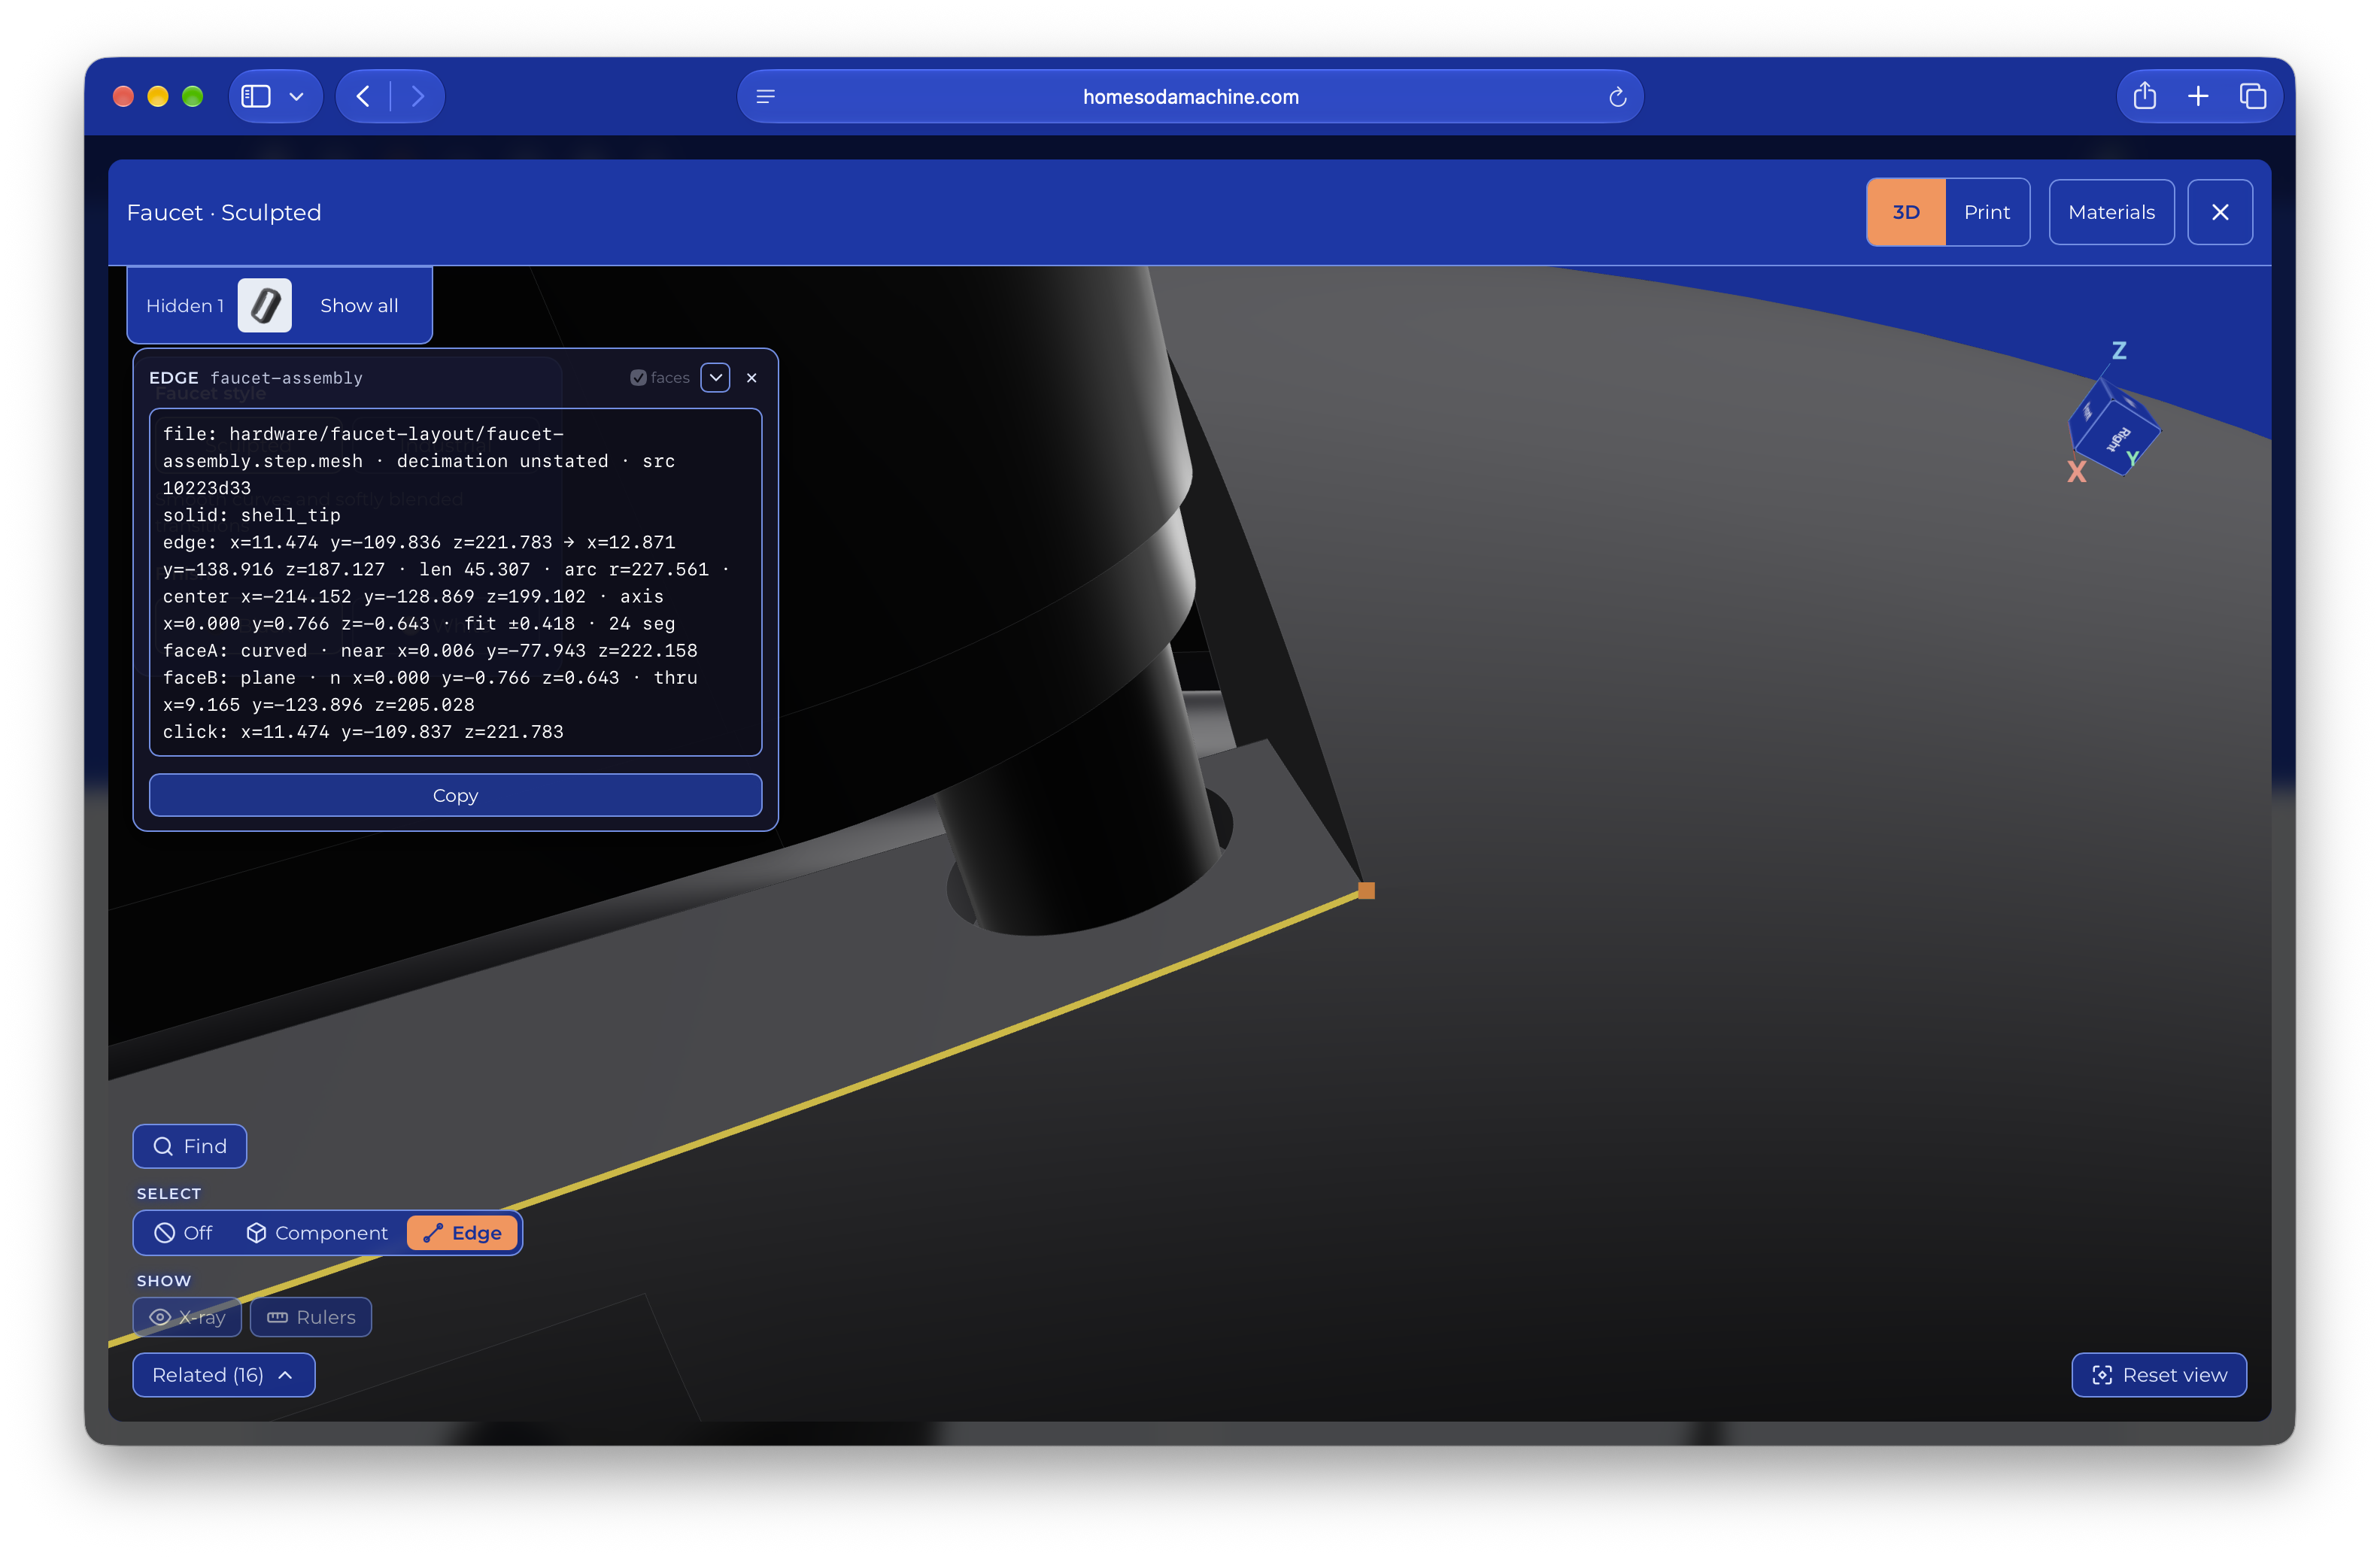 homesodamachine.com
Faucet · Sculpted
3D
Print
Materials
Hidden 1
Show all
EDGE faucet-assembly
faces
Faucet style
file: hardware/faucet-layout/faucet-
assembly.step.mesh · decimation unstated · src
10223d33
solid: shell_tip
edge: x=11.474 y=-109.836 z=221.783 → x=12.871
y=-138.916 z=187.127 · len 45.307 · arc r=227.561 ·
center x=-214.152 y=-128.869 z=199.102 · axis
x=0.000 y=0.766 z=-0.643 · fit ±0.418 · 24 seg
faceA: curved · near x=0.006 y=-77.943 z=222.158
faceB: plane · n x=0.000 y=-0.766 z=0.643 · thru
x=9.165 y=-123.896 z=205.028
click: x=11.474 y=-109.837 z=221.783
Copy
Z
Right
Y
X
Find
SELECT
Off
Component
Edge
SHOW
X-ray
Rulers
Related (16)
Reset view